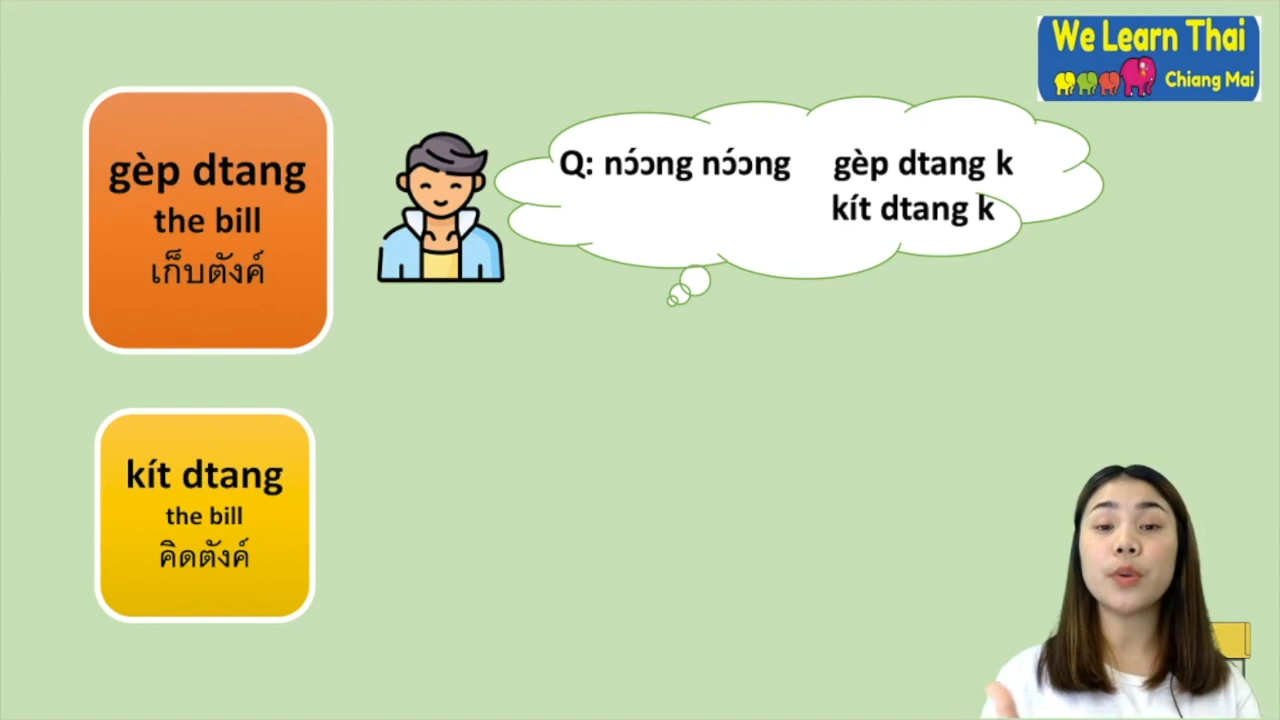 We Learn Thai
Chiang Mai
gèp dtang
the bill
เก็บตังค์
Q: nɔ́ɔng nɔ́ɔng gèp dtang k
kít dtang k
kít dtang
the bill
คิดตังค์